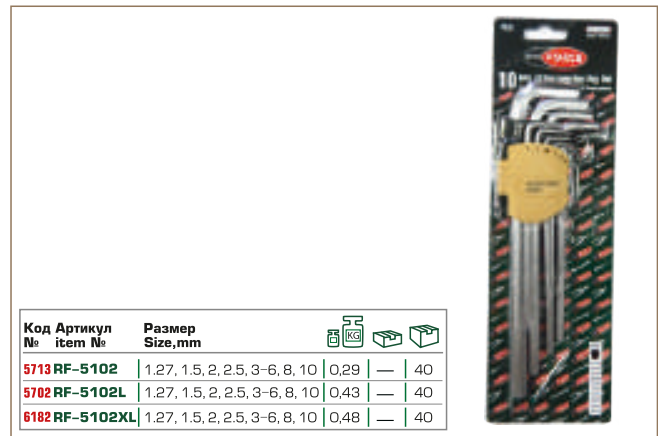 10
Код Артикул Размер
№ item № Size,mm KG
5713 RF-5102 1.27, 1.5, 2, 2.5, 3-6, 8, 10 0,29 — 40
5702 RF-5102L 1.27, 1.5, 2, 2.5, 3-6, 8, 10 0,43 — 40
6182 RF-5102XL 1.27, 1.5, 2, 2.5, 3-6, 8, 10 0,48 — 40